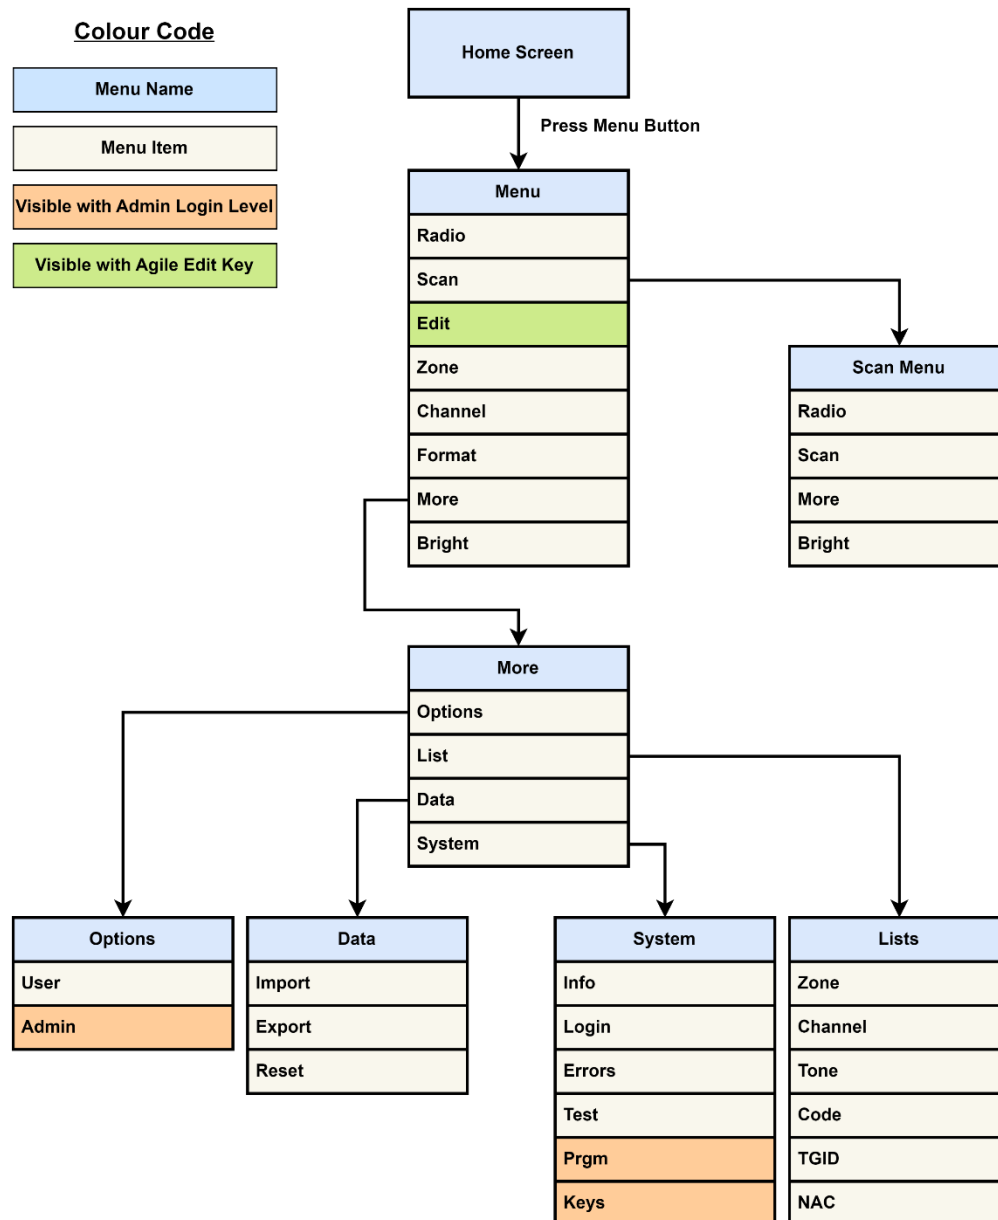 Colour Code
Menu Name
Menu Item
Visible with Admin Login Level
Visible with Agile Edit Key
Home Screen
Press Menu Button
Menu
Radio
Scan
Edit
Zone
Channel
Format
More
Bright
Scan Menu
Radio
Scan
More
Bright
More
Options
List
Data
System
Options
User
Admin
Data
Import
Export
Reset
System
Info
Login
Errors
Test
Prgm
Keys
Lists
Zone
Channel
Tone
Code
TGID
NAC